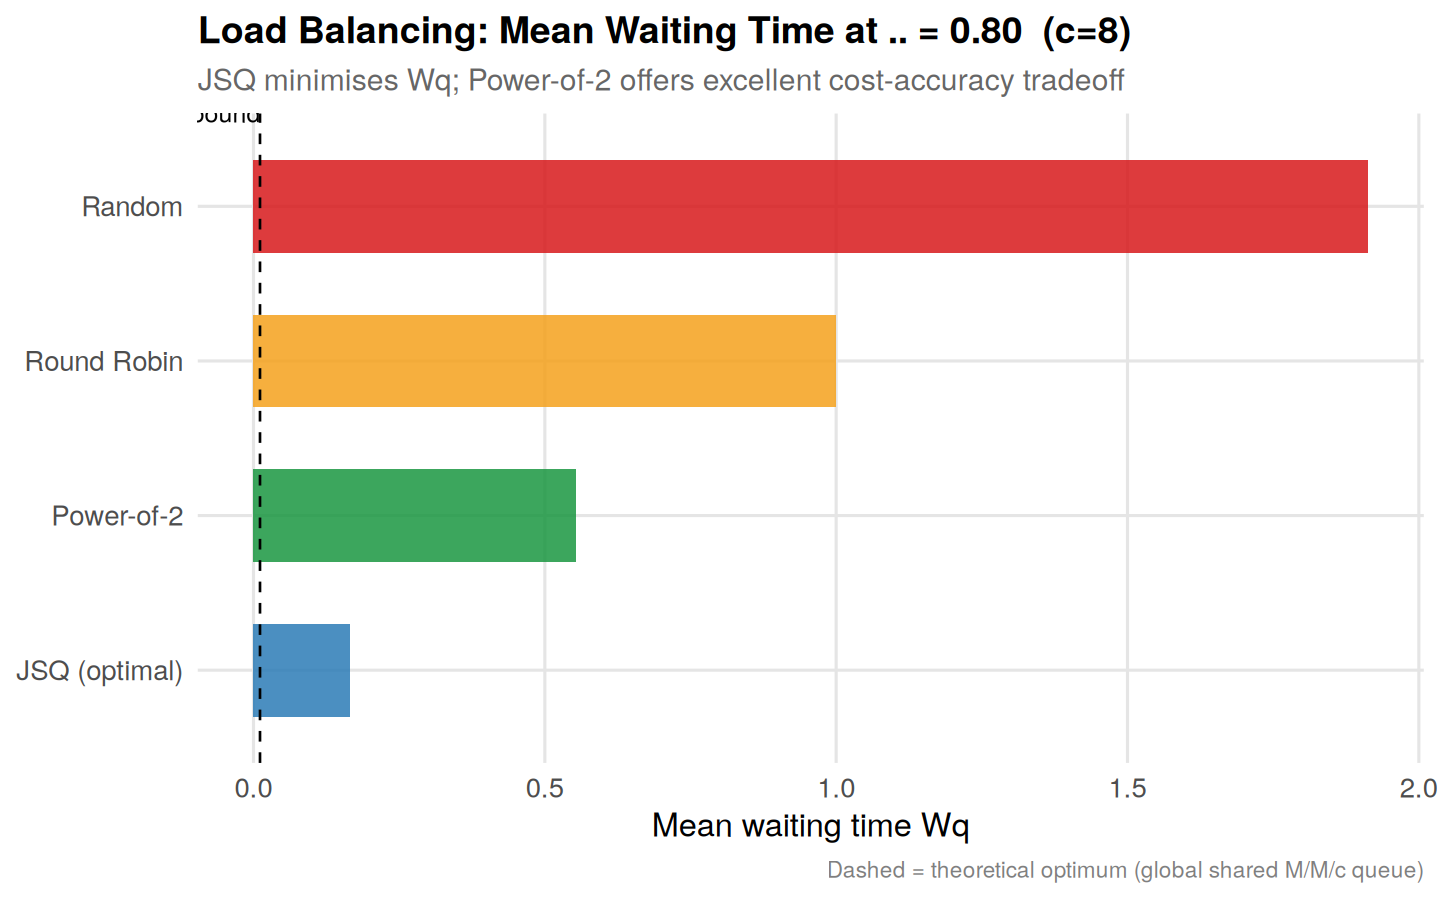 Load Balancing: Mean Waiting Time at .. = 0.80 (c=8)
JSQ minimises Wq; Power-of-2 offers excellent cost-accuracy tradeoff
Random
Round Robin
Power-of-2
JSQ (optimal)
0.0 0.5 1.0 1.5 2.0
Mean waiting time Wq
Dashed = theoretical optimum (global shared M/M/c queue)